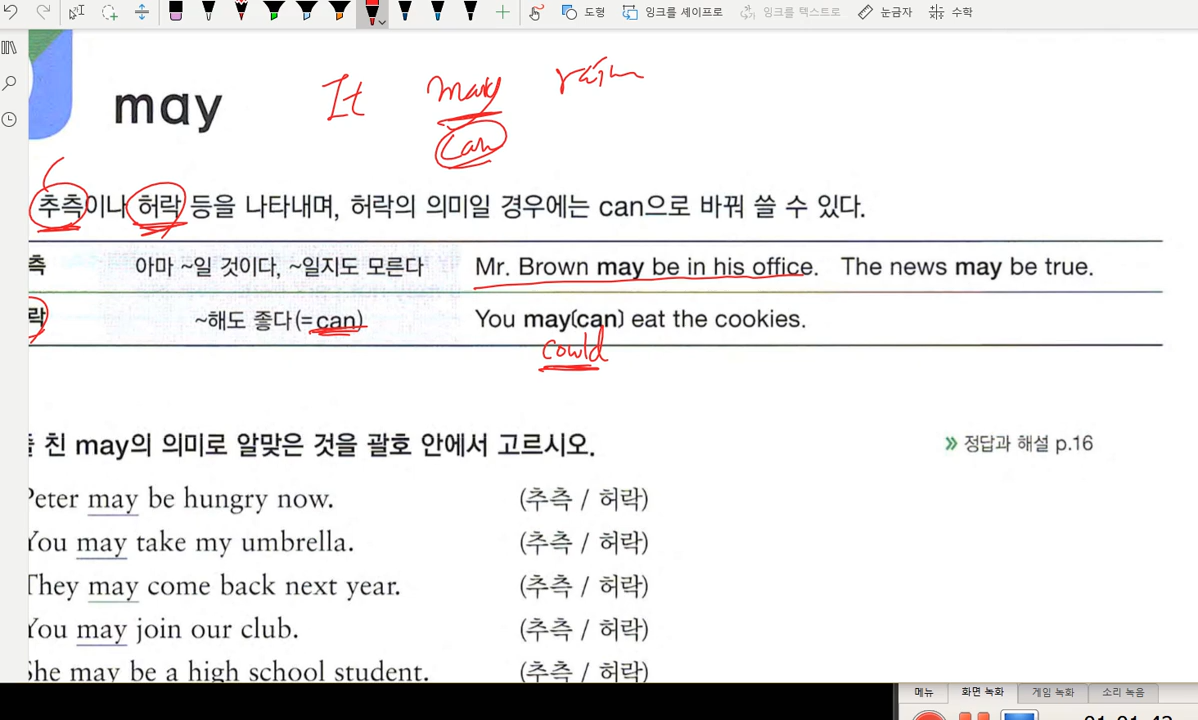 도형 잉크를 셰이프로 잉크를 텍스트로 눈금자 수학
may It may rain
can
추측이나 허락 등을 나타내며, 허락의 의미일 경우에는 can으로 바꿔 쓸 수 있다.
측 아마 ~일 것이다, ~일지도 모른다 Mr. Brown may be in his office. The news may be true.
락 ~해도 좋다(=can) You may(can) eat the cookies.
could
친 may의 의미로 알맞은 것을 괄호 안에서 고르시오. » 정답과 해설 p.16
Peter may be hungry now. (추측 / 허락)
You may take my umbrella. (추측 / 허락)
They may come back next year. (추측 / 허락)
You may join our club. (추측 / 허락)
She may be a high school student. (추측 / 허락)
메뉴 화면 녹화 게임 녹화 소리 녹음